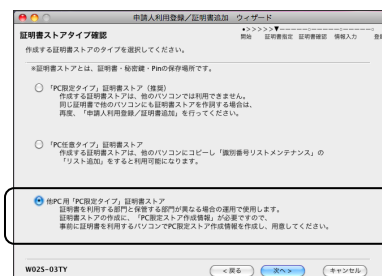 申請人利用登録／証明書追加 ウィザード
証明書ストアタイプ確認
•>>>>>▼-----------○-----------○
開始 証明書指定 証明書確認 情報入力 登
作成する証明書ストアのタイプを選択してください。
※証明書ストアとは、証明書・秘密鍵・Pinの保存場所です。
「PC限定タイプ」証明書ストア（推奨）
作成する証明書ストアは、他のパソコンでは利用できません。
同じ証明書で他のパソコンにも証明書ストアを作成する場合は、
再度、「申請人利用登録／証明書追加」を行ってください。
「PC任意タイプ」証明書ストア
作成する証明書ストアは、他のパソコンにコピーし「識別番号リストメンテナンス」の
「リスト追加」をすると利用可能になります。
他PC用「PC限定タイプ」証明書ストア
証明書を利用する部門と保管する部門が異なる場合の運用で使用します。
証明書ストアの作成に、「PC限定ストア作成情報」が必要ですので、
事前に証明書を利用するパソコンでPC限定ストア作成情報を作成し、用意してください。
W02S-03TY
<戻る
次へ>
キャンセル